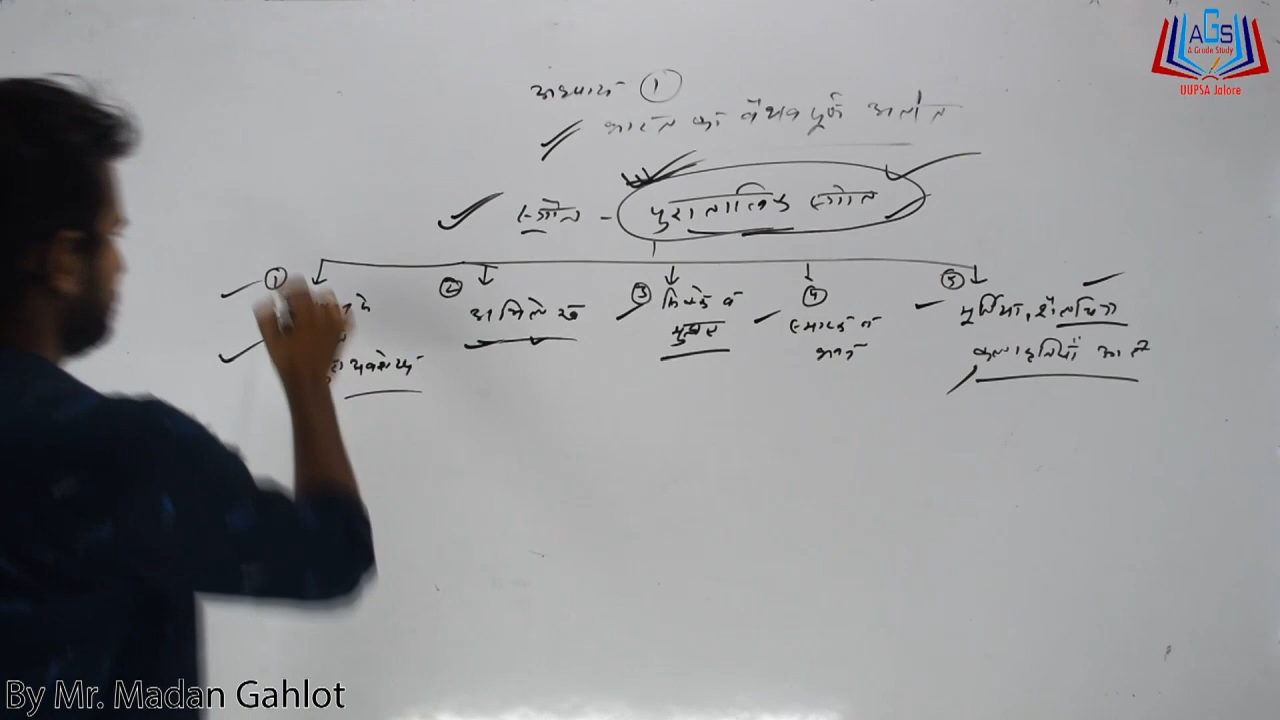 AGS
A Grade Study
UUPSA Jalore
अध्याय ①
भारत का वैभवपूर्ण अतीत
स्त्रोत - पुरातात्विक स्त्रोत
① ② अभिलेख ③ सिक्के व ④ स्मारक व ⑤ मूर्तियां, शैलचित्र
मुहरें भवन कलाकृतियाँ आदि
By Mr. Madan Gahlot